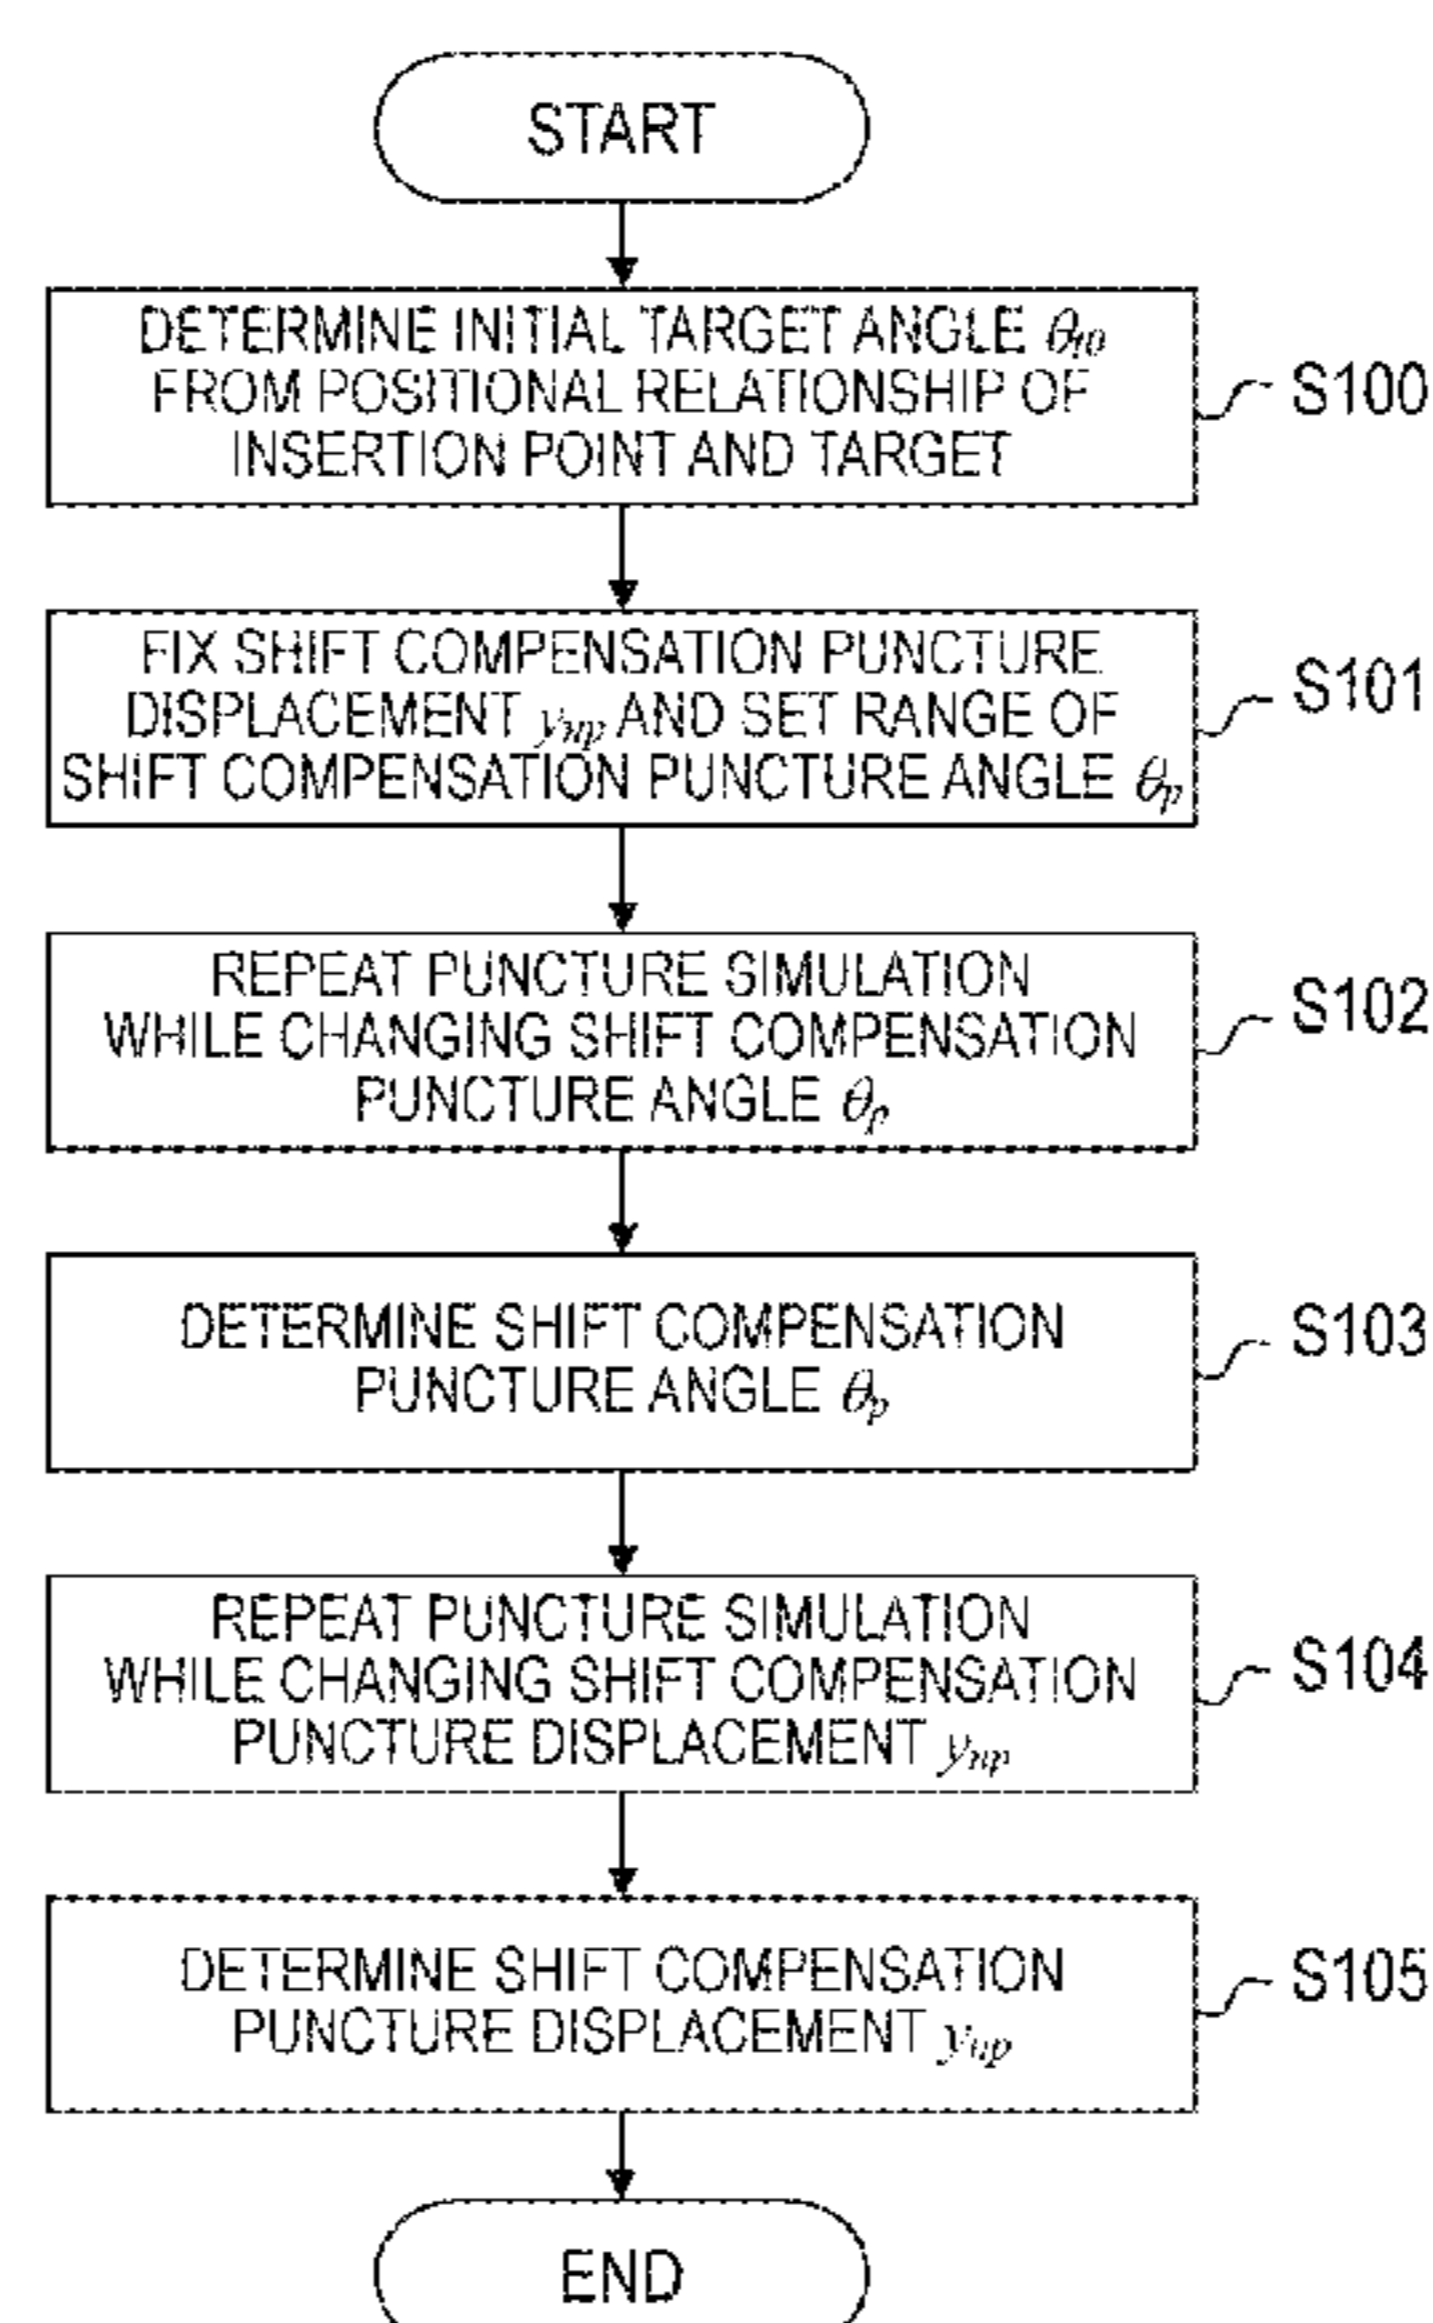 START
DETERMINE INITIAL TARGET ANGLE θt0
FROM POSITIONAL RELATIONSHIP OF
INSERTION POINT AND TARGET
S100
FIX SHIFT COMPENSATION PUNCTURE
DISPLACEMENT ynp AND SET RANGE OF
SHIFT COMPENSATION PUNCTURE ANGLE θp
S101
REPEAT PUNCTURE SIMULATION
WHILE CHANGING SHIFT COMPENSATION
PUNCTURE ANGLE θp
S102
DETERMINE SHIFT COMPENSATION
PUNCTURE ANGLE θp
S103
REPEAT PUNCTURE SIMULATION
WHILE CHANGING SHIFT COMPENSATION
PUNCTURE DISPLACEMENT ynp
S104
DETERMINE SHIFT COMPENSATION
PUNCTURE DISPLACEMENT ynp
S105
END